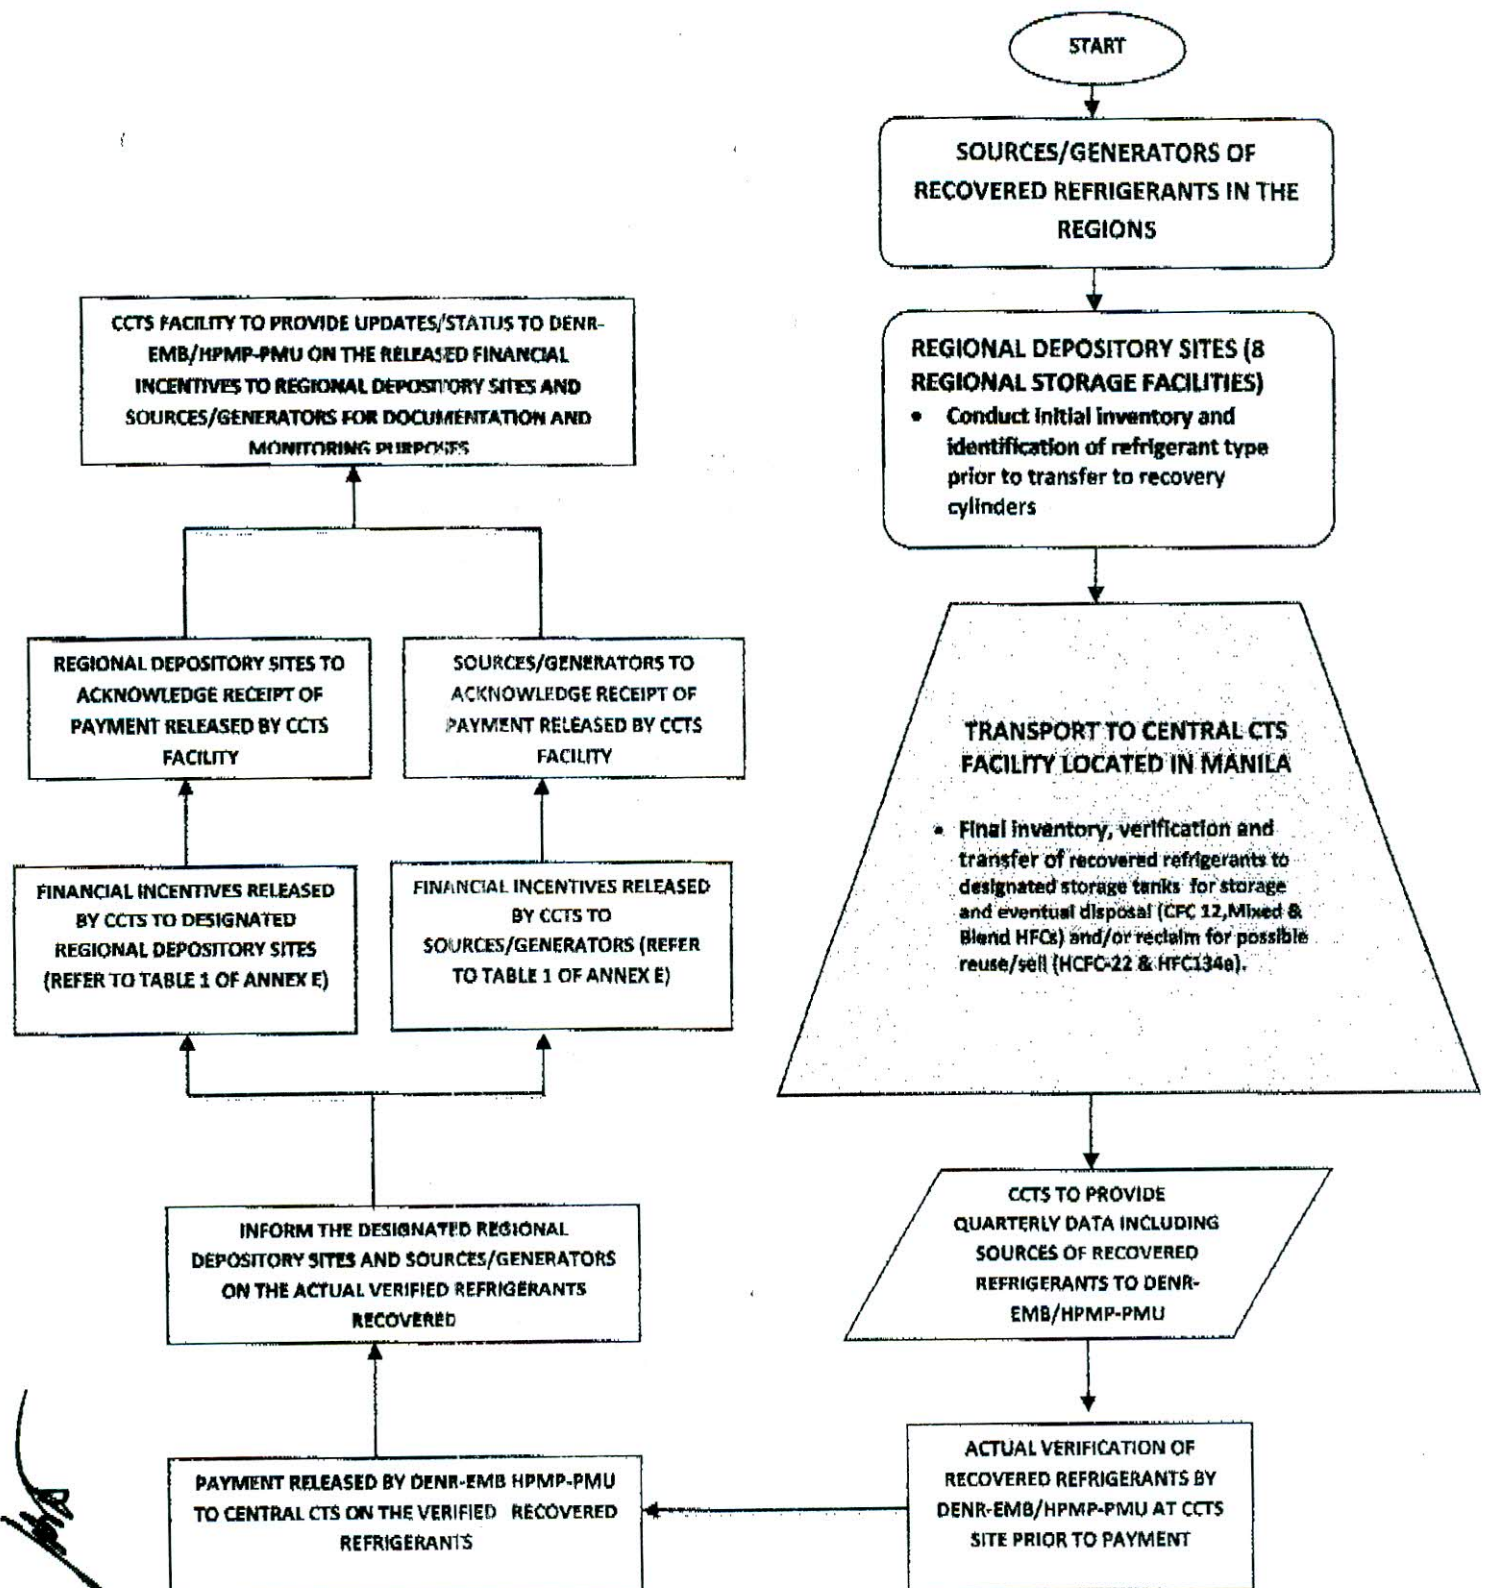 START
SOURCES/GENERATORS OF
RECOVERED REFRIGERANTS IN THE
REGIONS
REGIONAL DEPOSITORY SITES (8
REGIONAL STORAGE FACILITIES)
• Conduct initial inventory and
identification of refrigerant type
prior to transfer to recovery
cylinders
TRANSPORT TO CENTRAL CTS
FACILITY LOCATED IN MANILA
• Final inventory, verification and
transfer of recovered refrigerants to
designated storage tanks for storage
and eventual disposal (CFC 12,Mixed &
Blend HFCs) and/or reclaim for possible
reuse/sell (HCFC-22 & HFC134a).
CCTS TO PROVIDE
QUARTERLY DATA INCLUDING
SOURCES OF RECOVERED
REFRIGERANTS TO DENR-
EMB/HPMP-PMU
ACTUAL VERIFICATION OF
RECOVERED REFRIGERANTS BY
DENR-EMB/HPMP-PMU AT CCTS
SITE PRIOR TO PAYMENT
PAYMENT RELEASED BY DENR-EMB HPMP-PMU
TO CENTRAL CTS ON THE VERIFIED RECOVERED
REFRIGERANTS
INFORM THE DESIGNATED REGIONAL
DEPOSITORY SITES AND SOURCES/GENERATORS
ON THE ACTUAL VERIFIED REFRIGERANTS
RECOVERED
FINANCIAL INCENTIVES RELEASED
BY CCTS TO DESIGNATED
REGIONAL DEPOSITORY SITES
(REFER TO TABLE 1 OF ANNEX E)
FINANCIAL INCENTIVES RELEASED
BY CCTS TO
SOURCES/GENERATORS (REFER
TO TABLE 1 OF ANNEX E)
REGIONAL DEPOSITORY SITES TO
ACKNOWLEDGE RECEIPT OF
PAYMENT RELEASED BY CCTS
FACILITY
SOURCES/GENERATORS TO
ACKNOWLEDGE RECEIPT OF
PAYMENT RELEASED BY CCTS
FACILITY
CCTS FACILITY TO PROVIDE UPDATES/STATUS TO DENR-
EMB/HPMP-PMU ON THE RELEASED FINANCIAL
INCENTIVES TO REGIONAL DEPOSITORY SITES AND
SOURCES/GENERATORS FOR DOCUMENTATION AND
MONITORING PURPOSES